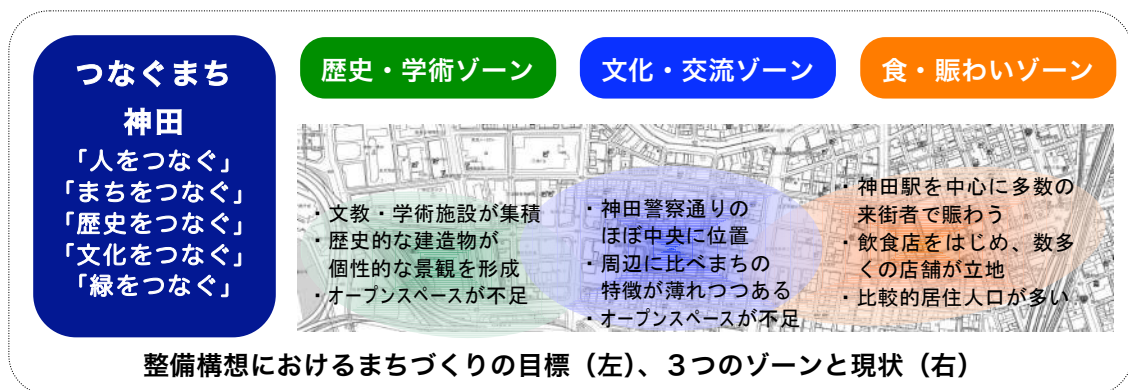 つなぐまち
神田
「人をつなぐ」
「まちをつなぐ」
「歴史をつなぐ」
「文化をつなぐ」
「緑をつなぐ」
歴史・学術ゾーン
・文教・学術施設が集積
・歴史的な建造物が
個性的な景観を形成
・オープンスペースが不足
文化・交流ゾーン
・神田警察通りの
ほぼ中央に位置
・周辺に比べまちの
特徴が薄れつつある
・オープンスペースが不足
食・賑わいゾーン
・神田駅を中心に多数の
来街者で賑わう
・飲食店をはじめ、数多
くの店舗が立地
・比較的居住人口が多い
整備構想におけるまちづくりの目標（左）、３つのゾーンと現状（右）